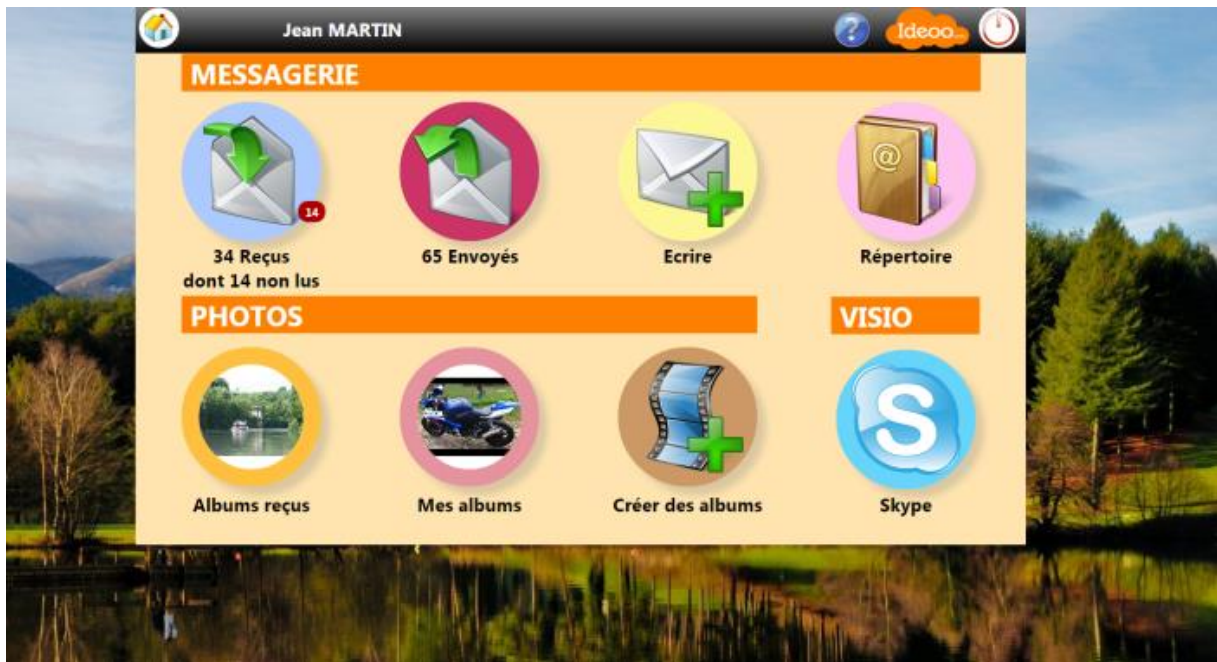 Jean MARTIN
?
Ideoo
MESSAGERIE
14
@
34 Reçus
dont 14 non lus
65 Envoyés
Ecrire
Répertoire
PHOTOS
VISIO
S
Albums reçus
Mes albums
Créer des albums
Skype